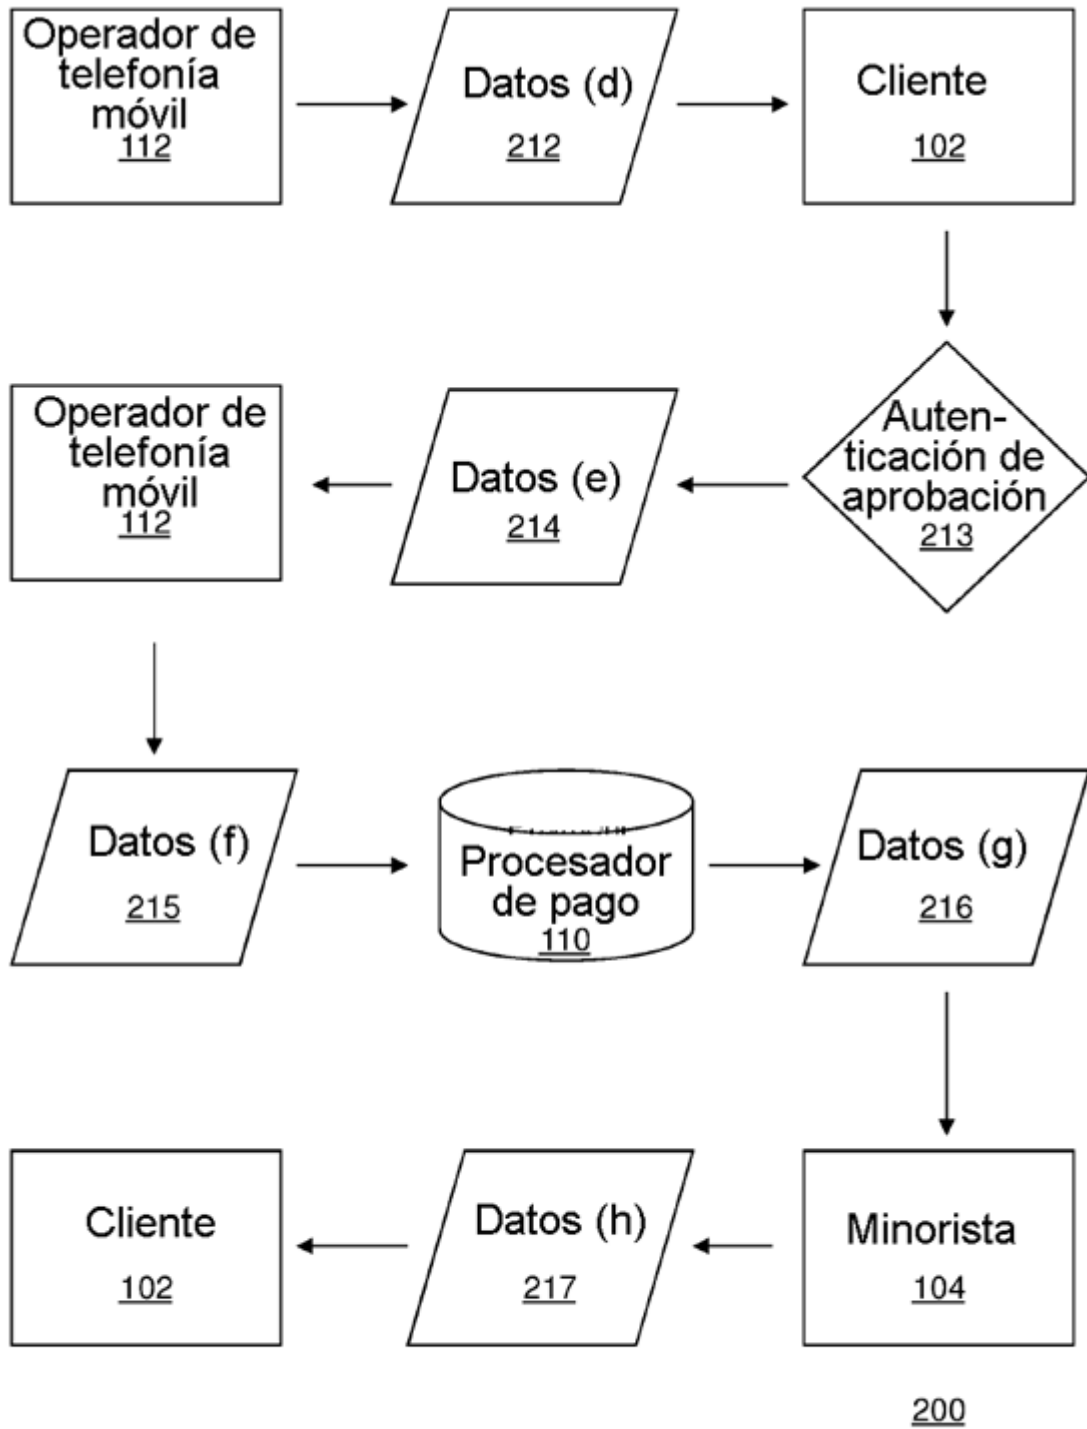 Operador de
telefonía
móvil
112
Datos (d)
212
Cliente
102
Auten-
ticación de
aprobación
213
Datos (e)
214
Operador de
telefonía
móvil
112
Datos (f)
215
Procesador
de pago
110
Datos (g)
216
Minorista
104
Datos (h)
217
Cliente
102
200